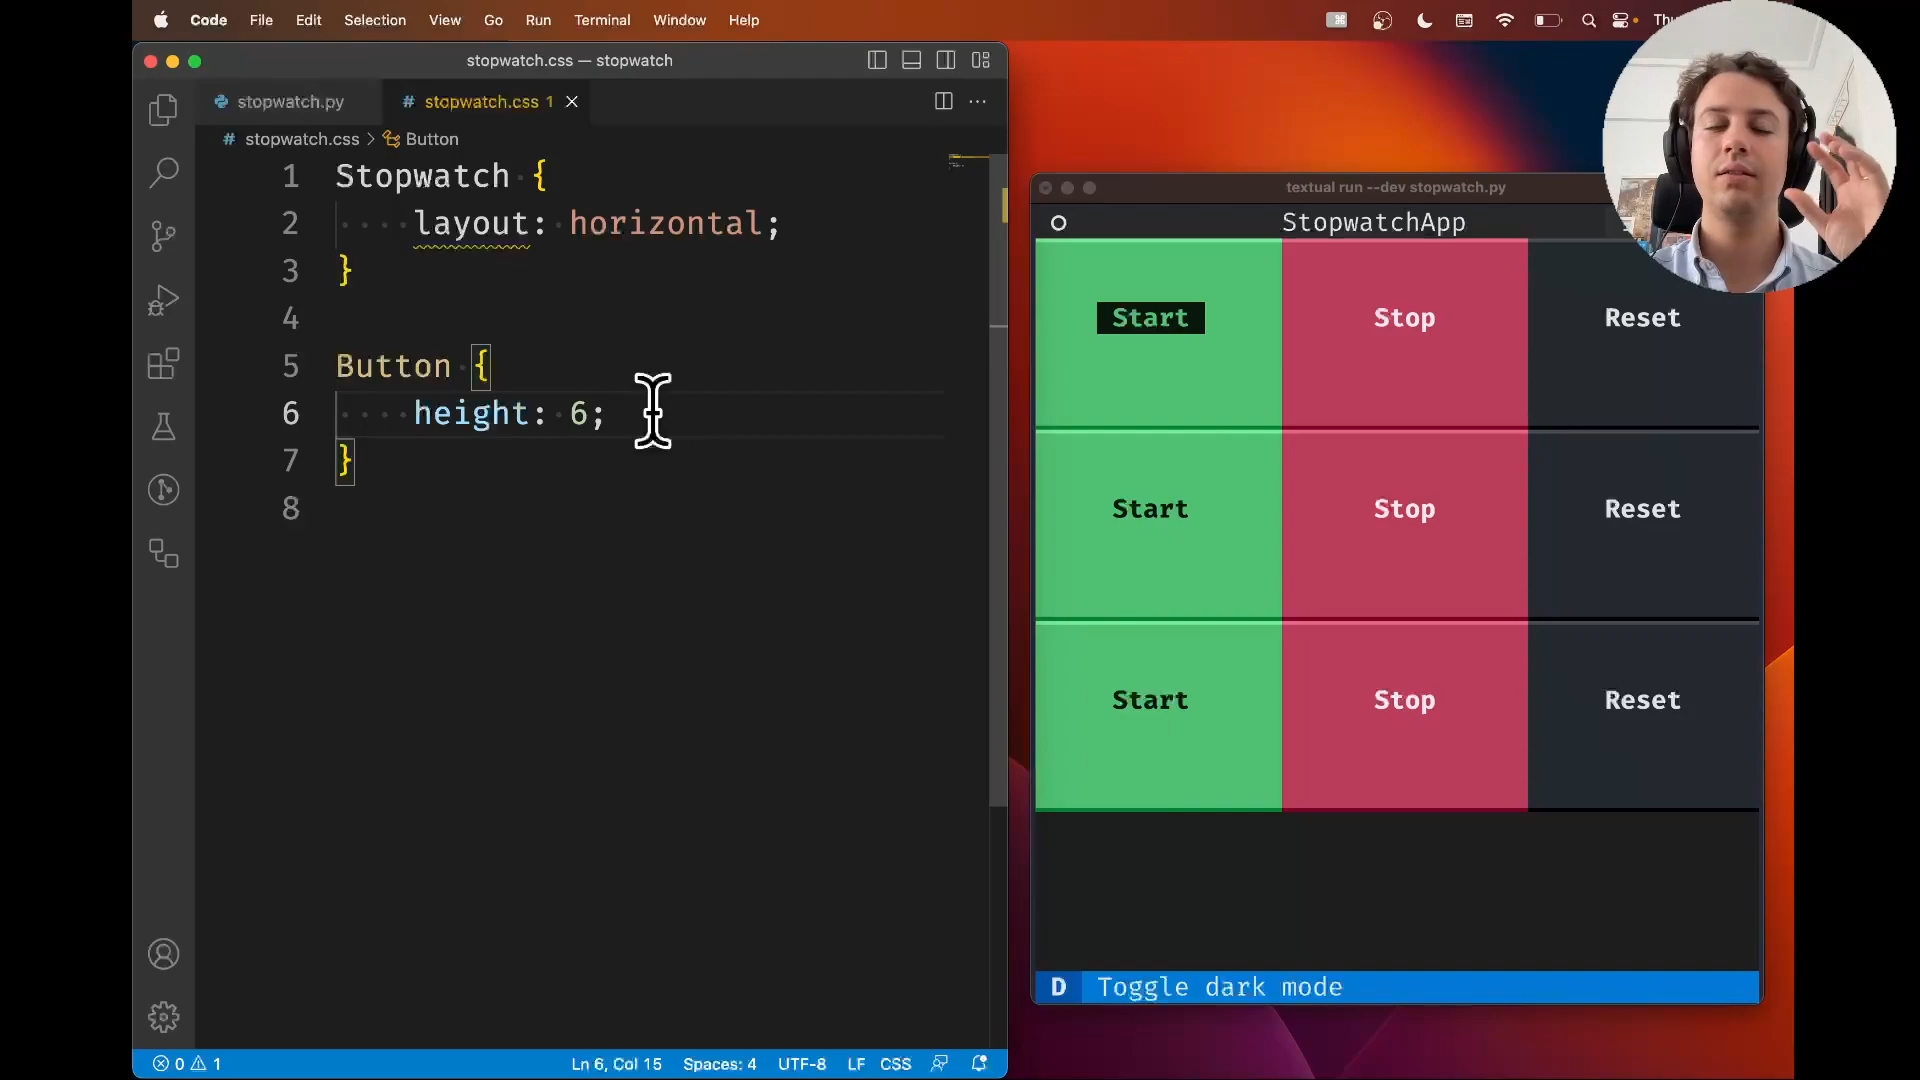 Code File Edit Selection View Go Run Terminal Window Help
stopwatch.css — stopwatch
stopwatch.py # stopwatch.css 1
# stopwatch.css > Button
1 Stopwatch {
2 layout: horizontal;
3 }
4
5 Button {
6 height: 6;
7 }
8
0 1 Ln 6, Col 15 Spaces: 4 UTF-8 LF CSS
textual run --dev stopwatch.py
StopwatchApp
Start Stop Reset
Start Stop Reset
Start Stop Reset
D Toggle dark mode